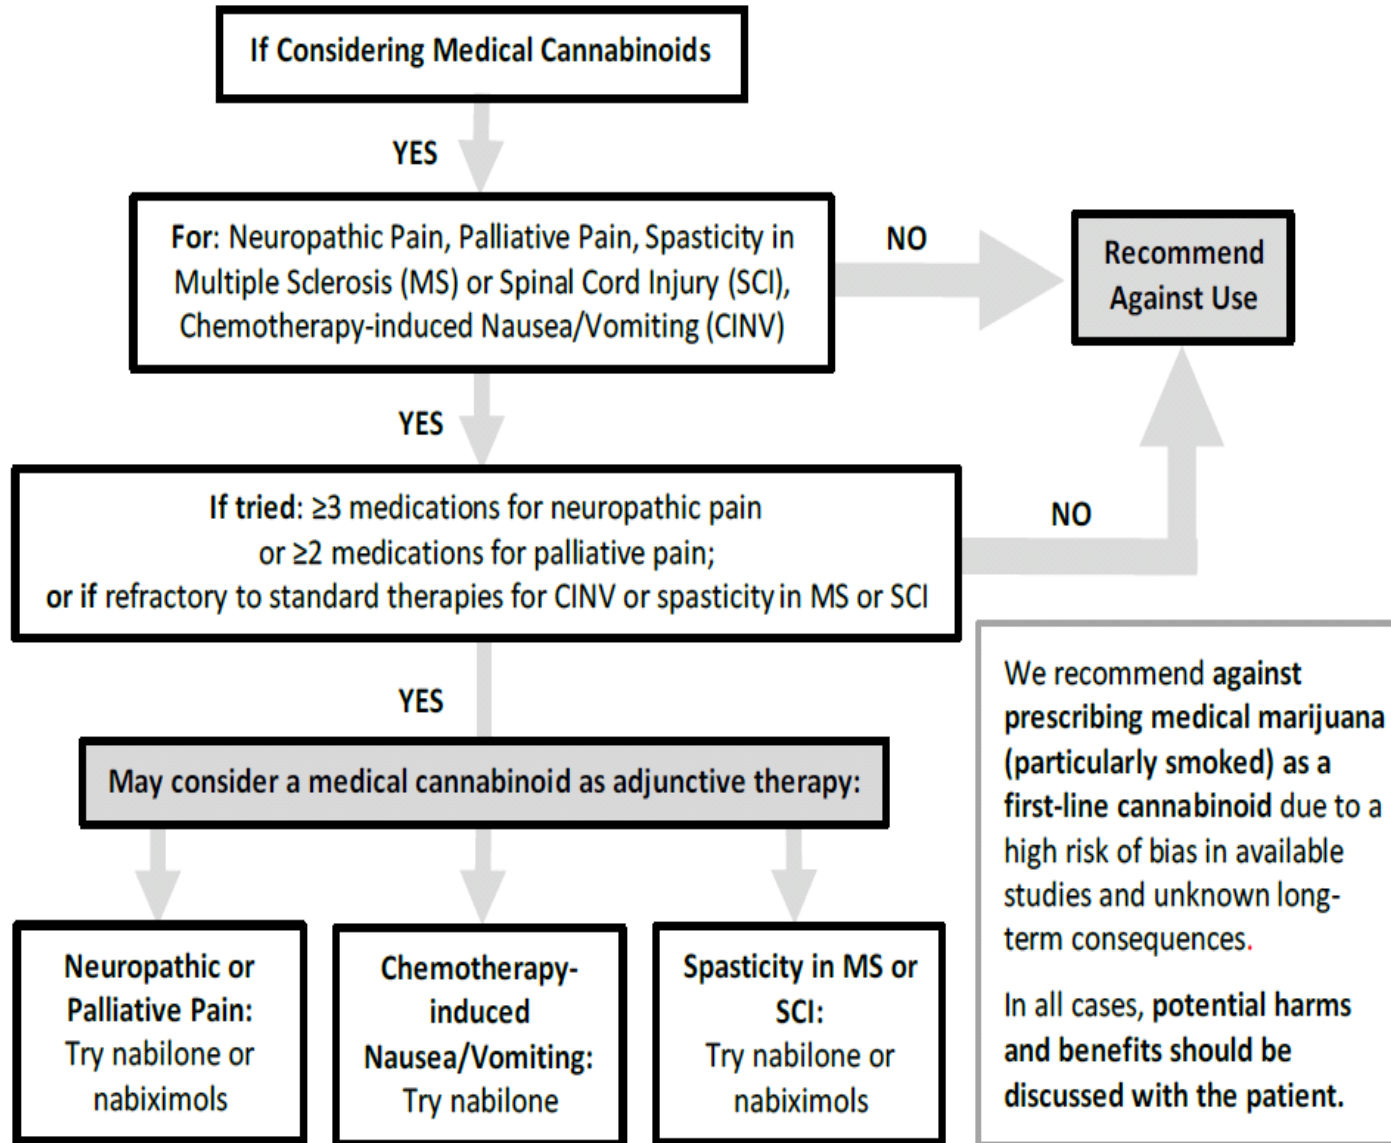 If Considering Medical Cannabinoids
YES
For: Neuropathic Pain, Palliative Pain, Spasticity in
Multiple Sclerosis (MS) or Spinal Cord Injury (SCI),
Chemotherapy-induced Nausea/Vomiting (CINV)
NO
Recommend
Against Use
YES
If tried: ≥3 medications for neuropathic pain
or ≥2 medications for palliative pain;
or if refractory to standard therapies for CINV or spasticity in MS or SCI
NO
YES
May consider a medical cannabinoid as adjunctive therapy:
Neuropathic or
Palliative Pain:
Try nabilone or
nabiximols
Chemotherapy-
induced
Nausea/Vomiting:
Try nabilone
Spasticity in MS or
SCI:
Try nabilone or
nabiximols
We recommend against
prescribing medical marijuana
(particularly smoked) as a
first-line cannabinoid due to a
high risk of bias in available
studies and unknown long-
term consequences.
In all cases, potential harms
and benefits should be
discussed with the patient.